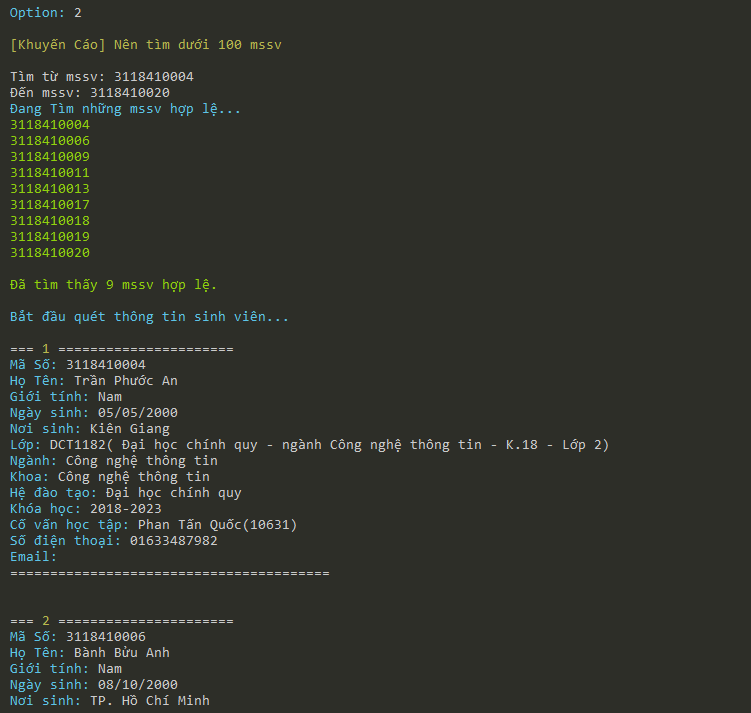 Option: 2
[Khuyến Cáo] Nên tìm dưới 100 mssv
Tìm từ mssv: 3118410004
Đến mssv: 3118410020
Đang Tìm những mssv hợp lệ...
3118410004
3118410006
3118410009
3118410011
3118410013
3118410017
3118410018
3118410019
3118410020
Đã tìm thấy 9 mssv hợp lệ.
Bắt đầu quét thông tin sinh viên...
=== 1 ======================
Mã Số: 3118410004
Họ Tên: Trần Phước An
Giới tính: Nam
Ngày sinh: 05/05/2000
Nơi sinh: Kiên Giang
Lớp: DCT1182( Đại học chính quy - ngành Công nghệ thông tin - K.18 - Lớp 2)
Ngành: Công nghệ thông tin
Khoa: Công nghệ thông tin
Hệ đào tạo: Đại học chính quy
Khóa học: 2018-2023
Cố vấn học tập: Phan Tấn Quốc(10631)
Số điện thoại: 01633487982
Email:
========================================
=== 2 ======================
Mã Số: 3118410006
Họ Tên: Bành Bửu Anh
Giới tính: Nam
Ngày sinh: 08/10/2000
Nơi sinh: TP. Hồ Chí Minh